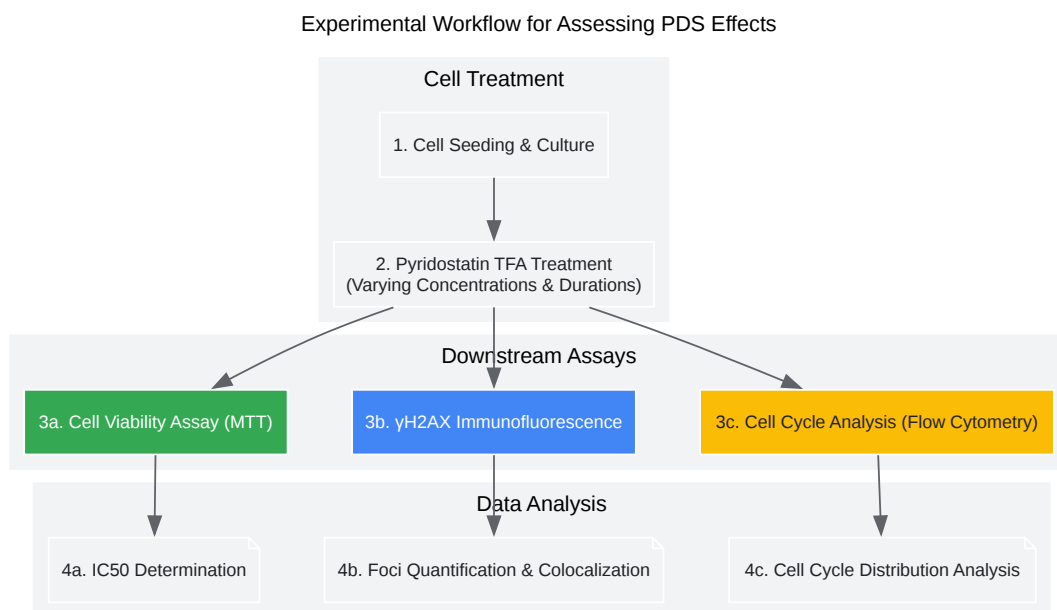 Experimental Workflow for Assessing PDS Effects
Cell Treatment
1. Cell Seeding & Culture
2. Pyridostatin TFA Treatment
(Varying Concentrations & Durations)
Downstream Assays
3a. Cell Viability Assay (MTT)
3b. γH2AX Immunofluorescence
3c. Cell Cycle Analysis (Flow Cytometry)
Data Analysis
4a. IC50 Determination
4b. Foci Quantification & Colocalization
4c. Cell Cycle Distribution Analysis